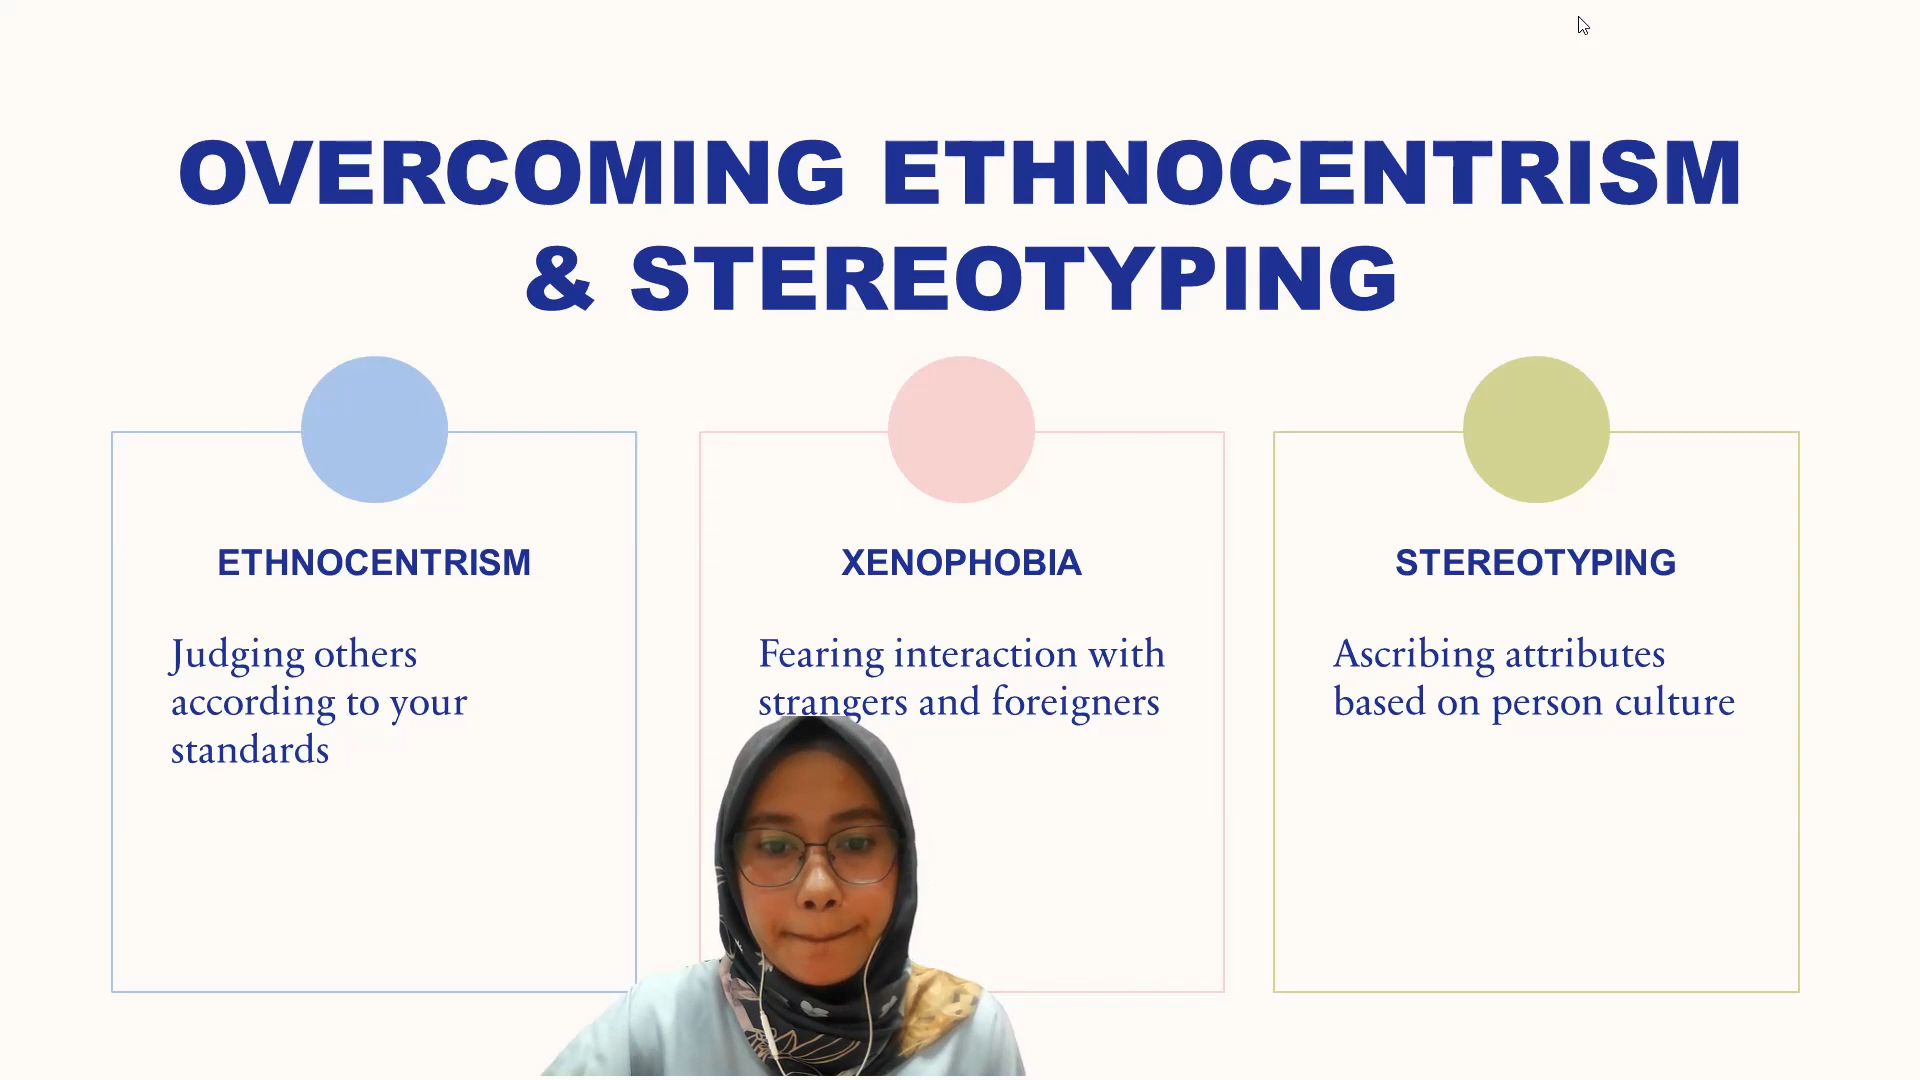 OVERCOMING ETHNOCENTRISM
& STEREOTYPING
ETHNOCENTRISM
Judging others
according to your
standards
XENOPHOBIA
Fearing interaction with
strangers and foreigners
STEREOTYPING
Ascribing attributes
based on person culture